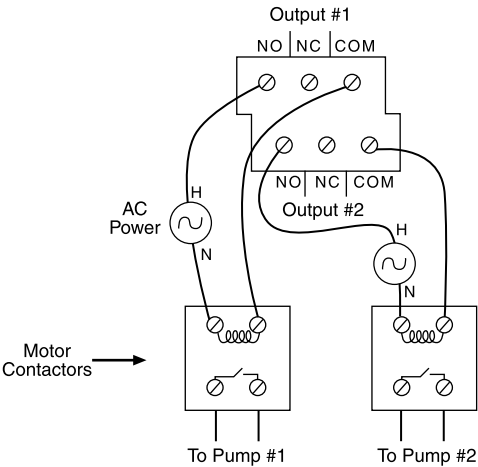 Output #1
NO NC COM
NO NC COM
Output #2
H
AC
Power
N
H
N
Motor
Contactors
To Pump #1
To Pump #2